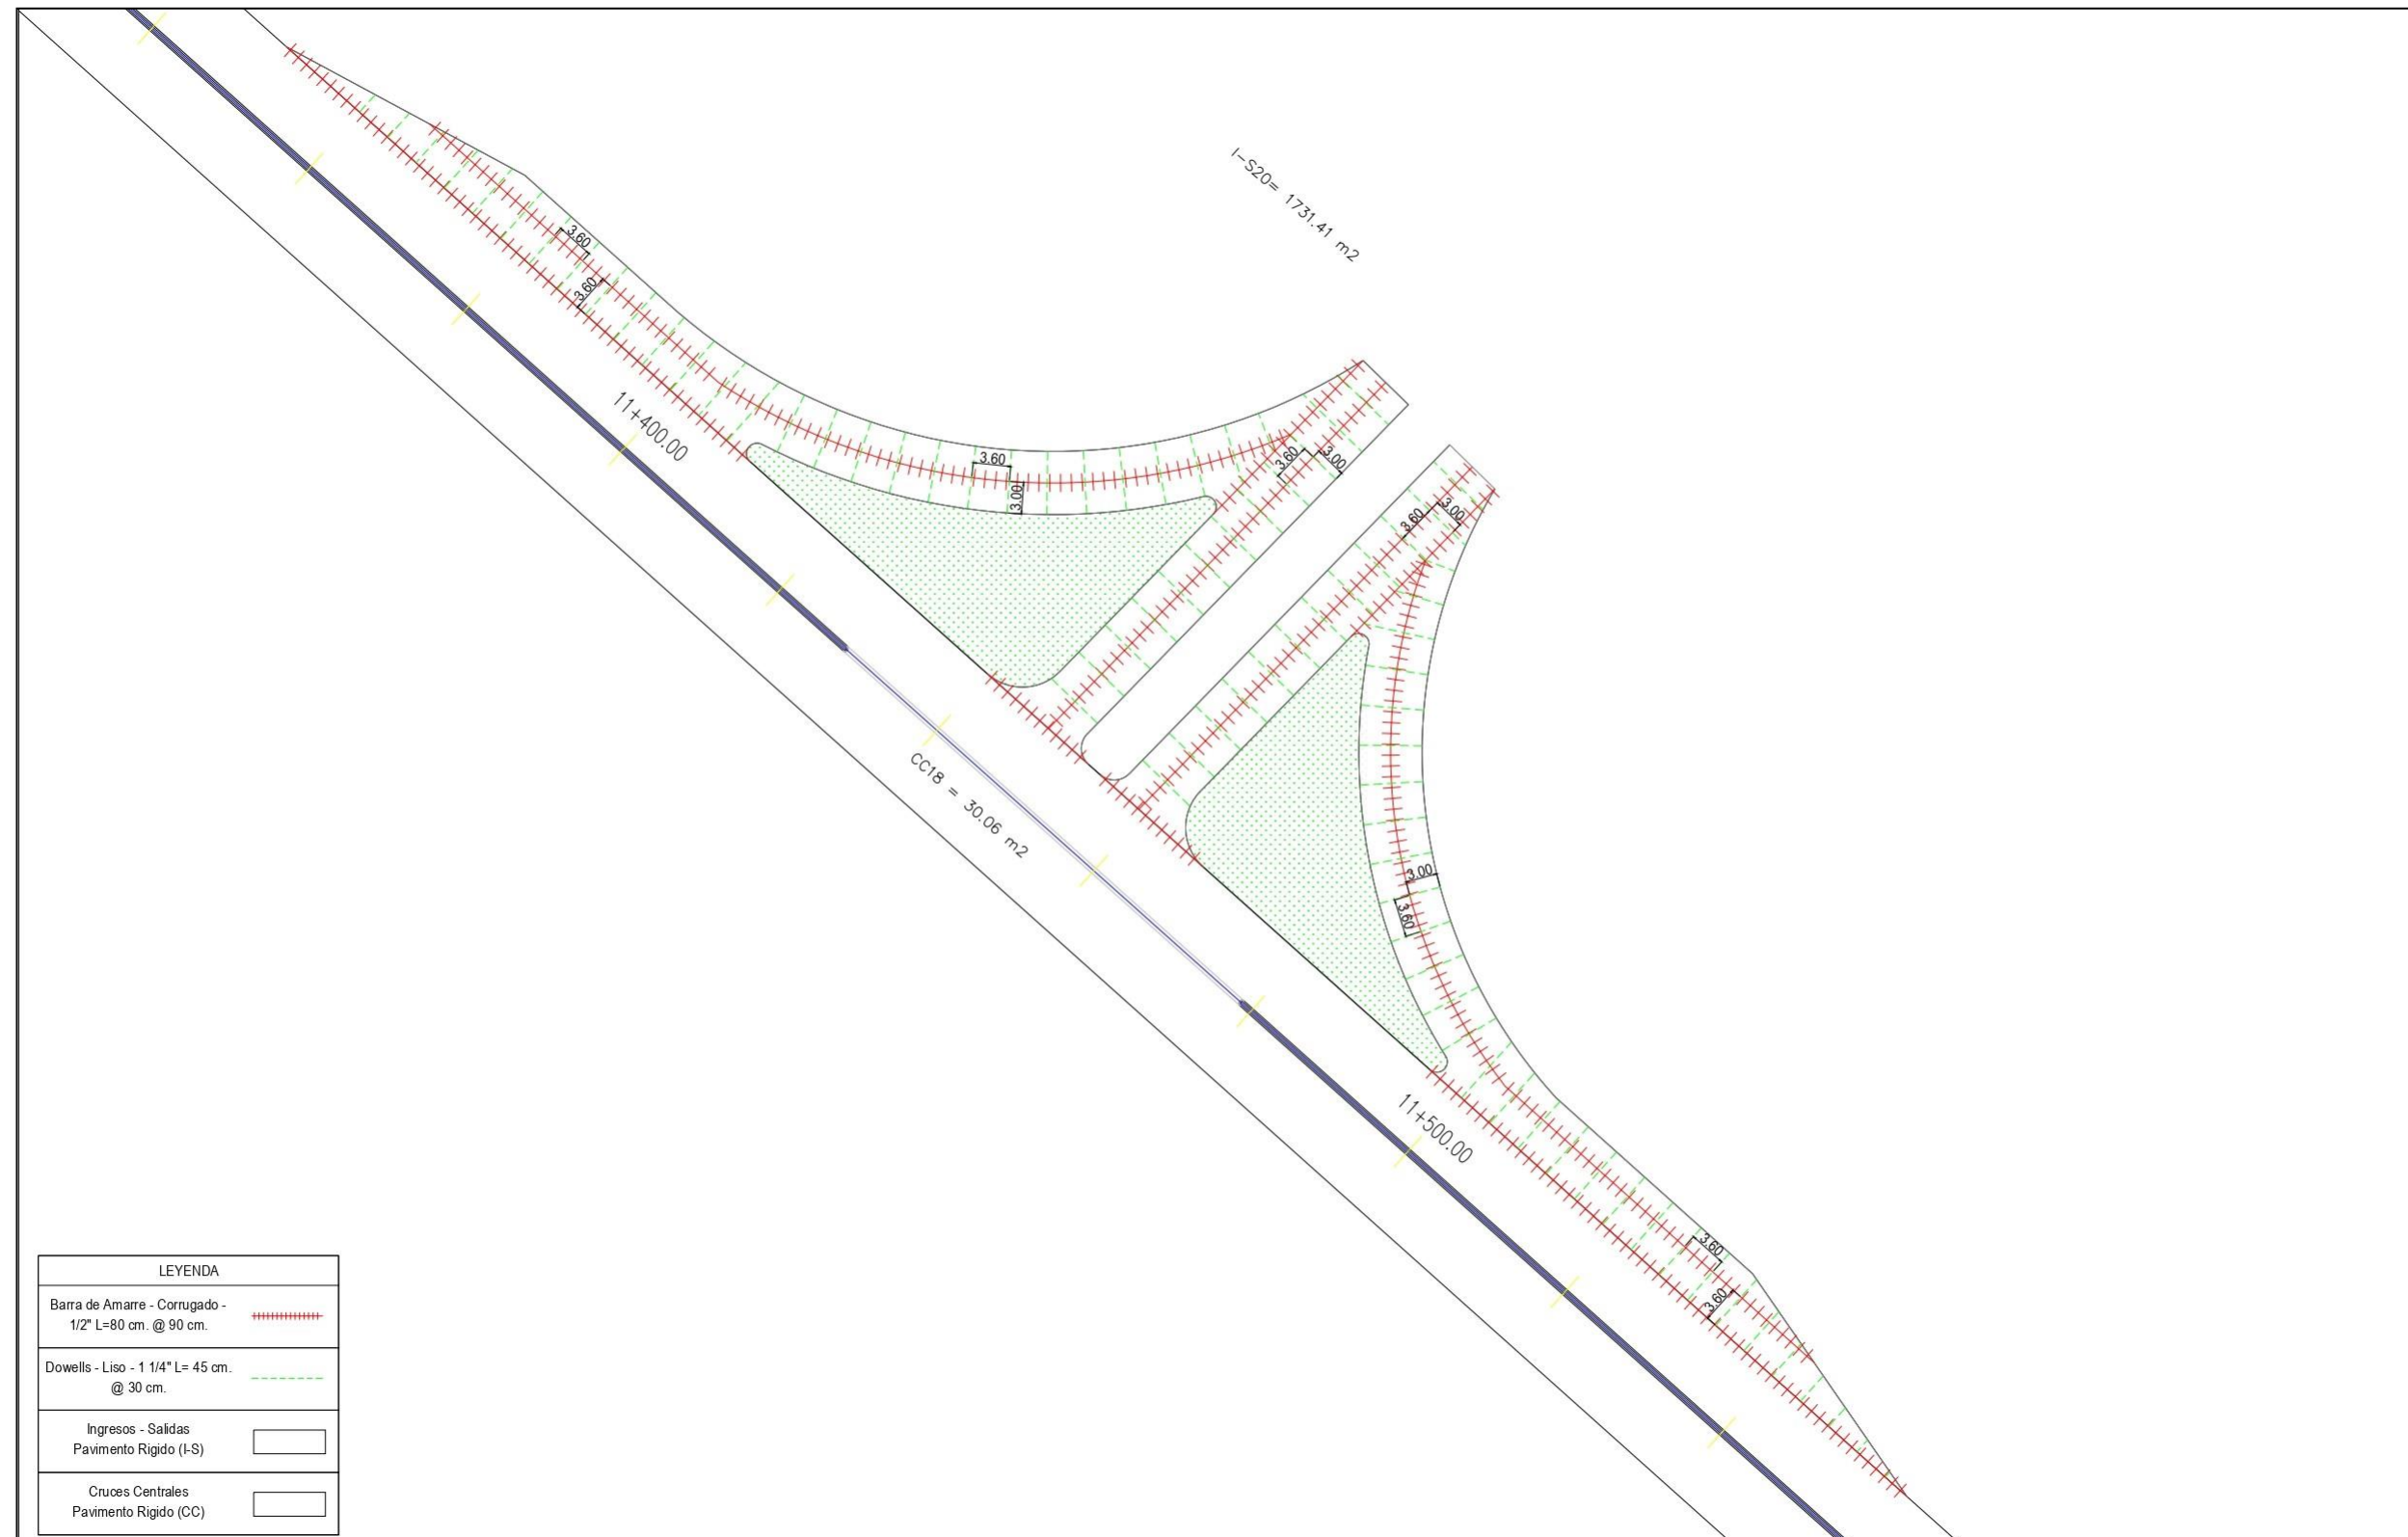 I-S20= 1731.41 m2
3.60
3.60
11+400.00
3.60
3.00
3.60
3.00
3.60
3.00
CC18 = 30.06 m2
3.00
3.60
11+500.00
3.60
3.60
LEYENDA
Barra de Amarre - Corrugado -
1/2" L=80 cm. @ 90 cm.
Dowells - Liso - 1 1/4" L= 45 cm.
@ 30 cm.
Ingresos - Salidas
Pavimento Rigido (I-S)
Cruces Centrales
Pavimento Rigido (CC)